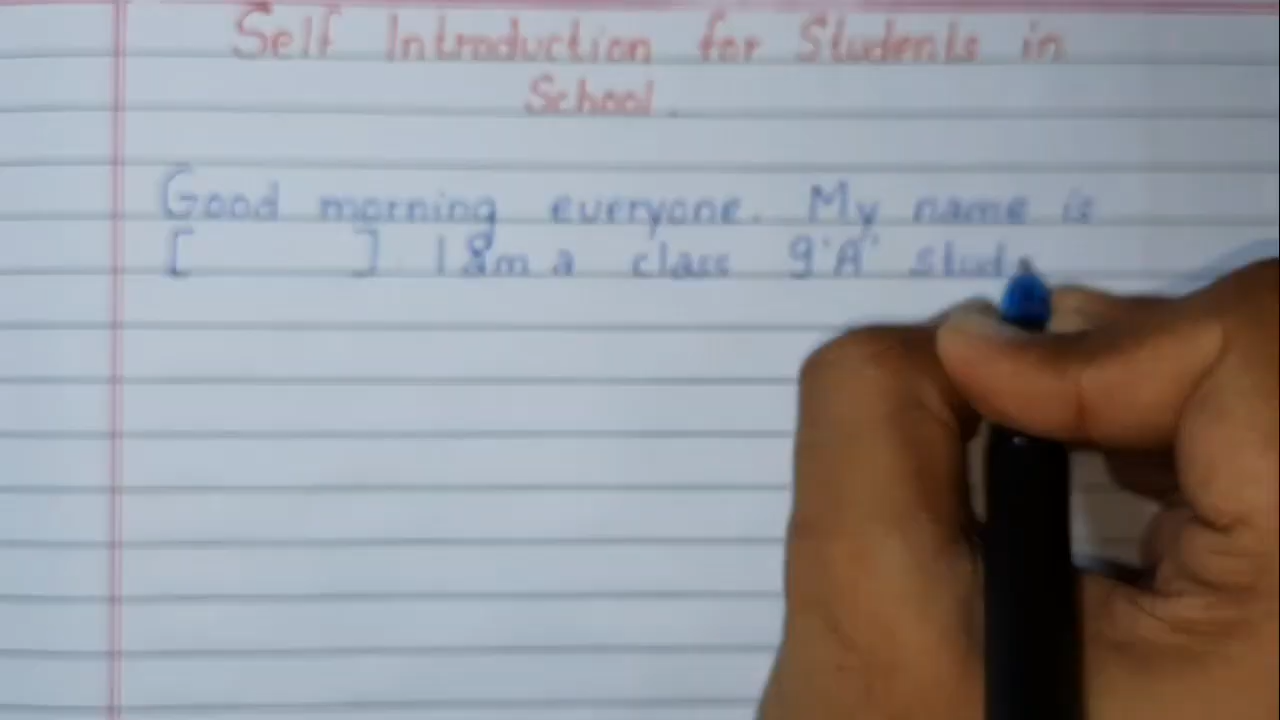 Self Introduction for Students in
School.
Good morning everyone. My name is
[ ] I am a class 9'A' stud